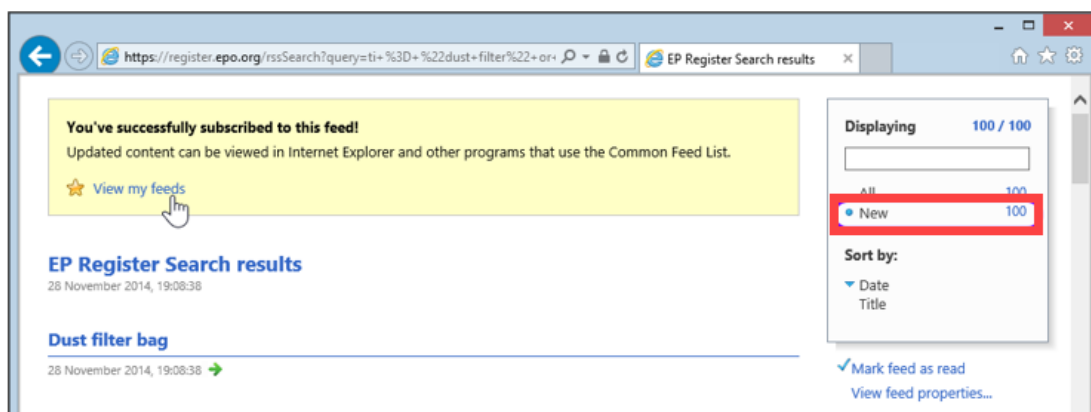 https://register.epo.org/rssSearch?query=ti+%3D+%22dust+filter%22+or+
EP Register Search results
You've successfully subscribed to this feed!
Updated content can be viewed in Internet Explorer and other programs that use the Common Feed List.
View my feeds
EP Register Search results
28 November 2014, 19:08:38
Dust filter bag
28 November 2014, 19:08:38
Displaying 100 / 100
All 100
New 100
Sort by:
Date
Title
Mark feed as read
View feed properties...